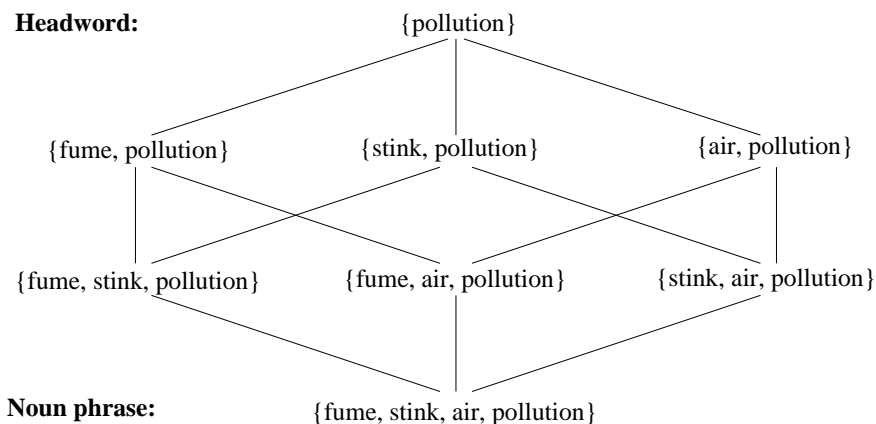 Headword: {pollution}
{fume, pollution} {stink, pollution} {air, pollution}
{fume, stink, pollution} {fume, air, pollution} {stink, air, pollution}
Noun phrase: {fume, stink, air, pollution}